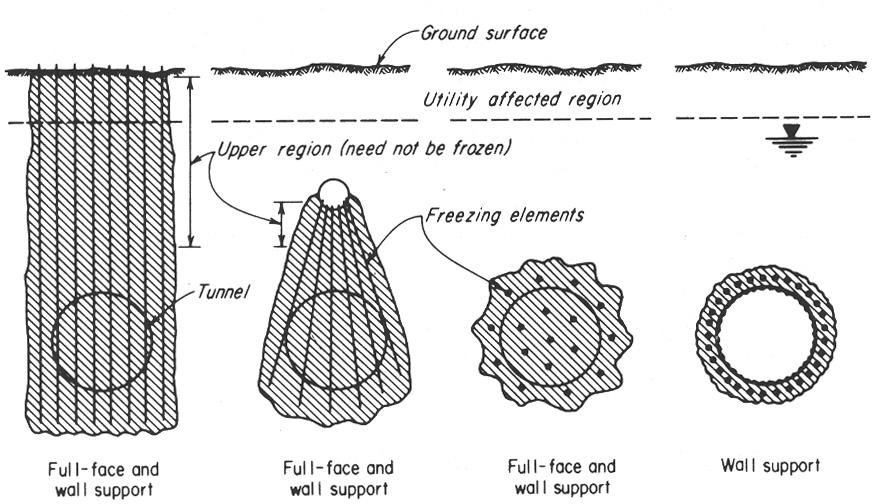 Ground surface
Utility affected region
Upper region (need not be frozen)
Freezing elements
Tunnel
Full-face and
wall support
Full-face and
wall support
Full-face and
wall support
Wall support